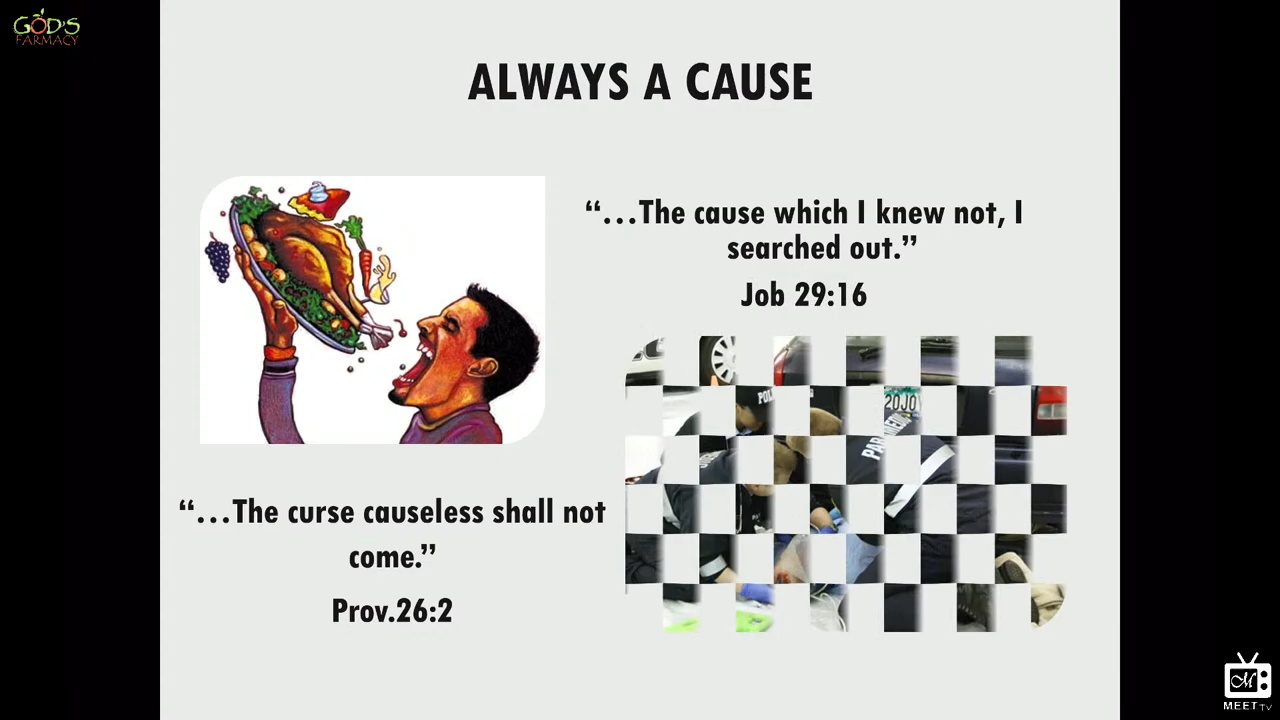 GOD'S
FARMACY
ALWAYS A CAUSE
“…The cause which I knew not, I
searched out.”
Job 29:16
“…The curse causeless shall not
come.”
Prov.26:2
20JO
M
MEET TV